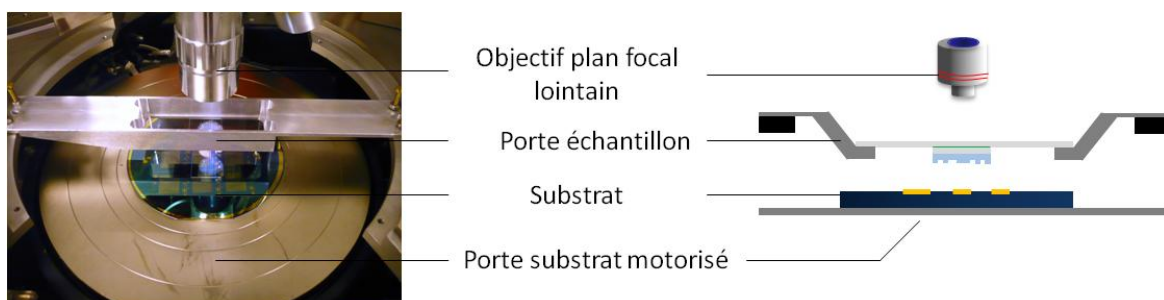 Objectif plan focal
lointain
Porte échantillon
Substrat
Porte substrat motorisé